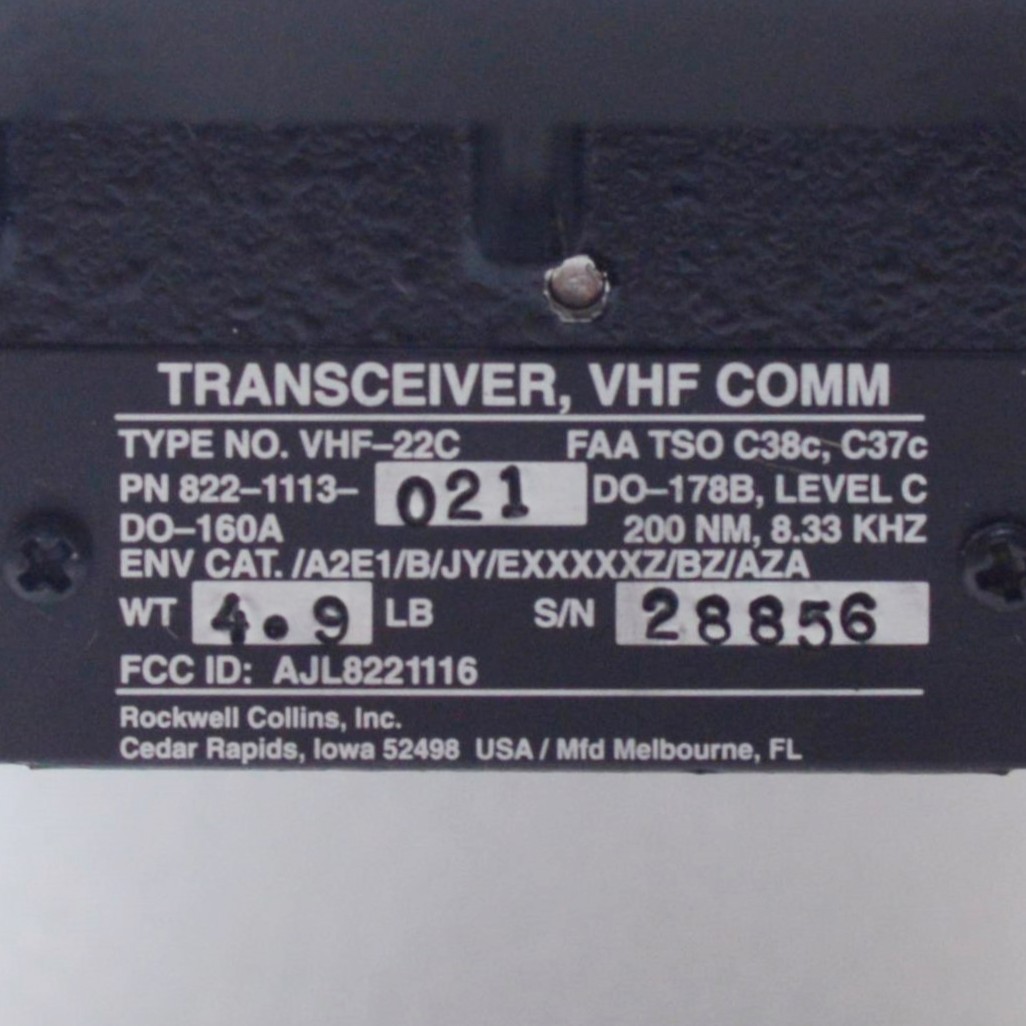 TRANSCEIVER, VHF COMM
TYPE NO. VHF-22C FAA TSO C38c, C37c
PN 822-1113- 021 DO-178B, LEVEL C
DO-160A 200 NM, 8.33 KHZ
ENV CAT. /A2E1/B/JY/EXXXXXZ/BZ/AZA
WT 4.9 LB S/N 28856
FCC ID: AJL8221116
Rockwell Collins, Inc.
Cedar Rapids, Iowa 52498 USA / Mfd Melbourne, FL